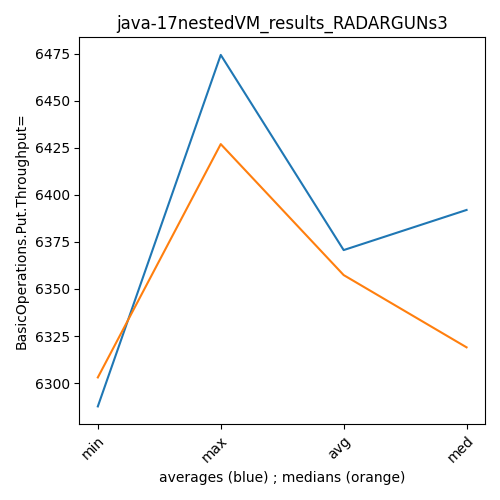 java-17nestedVM_results_RADARGUNs3
BasicOperations.Put.Throughput=
6475
6450
6425
6400
6375
6350
6325
6300
min
max
avg
med
averages (blue) ; medians (orange)